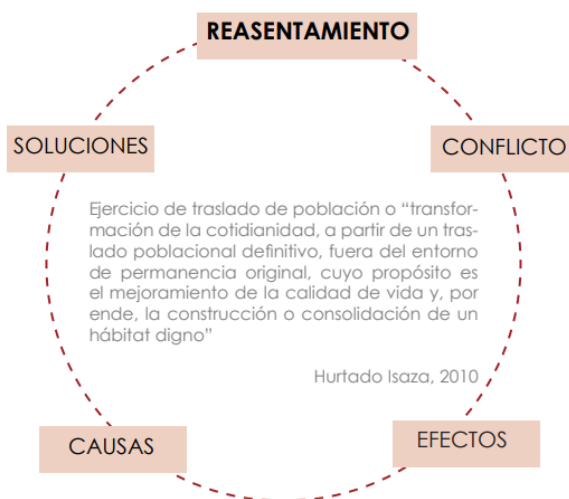 REASENTAMIENTO
SOLUCIONES
CONFLICTO
Ejercicio de traslado de población o “transfor-
mación de la cotidianidad, a partir de un tras-
lado poblacional definitivo, fuera del entorno
de permanencia original, cuyo propósito es
el mejoramiento de la calidad de vida y, por
ende, la construcción o consolidación de un
hábitat digno”
Hurtado Isaza, 2010
CAUSAS
EFECTOS